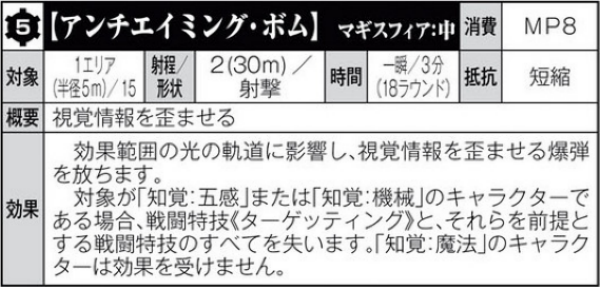 5 【アンチエイミング・ボム】 マギスフィア:中 消費 MP8
対象 1エリア(半径5m)/15 射程/形状 2(30m)/射撃 時間 一瞬/3分(18ラウンド) 抵抗 短縮
概要 視覚情報を歪ませる
効果
効果範囲の光の軌道に影響し、視覚情報を歪ませる爆弾
を放ちます。
対象が「知覚:五感」または「知覚:機械」のキャラクターで
ある場合、戦闘特技《ターゲッティング》と、それらを前提と
する戦闘特技のすべてを失います。「知覚:魔法」のキャラク
ターは効果を受けません。